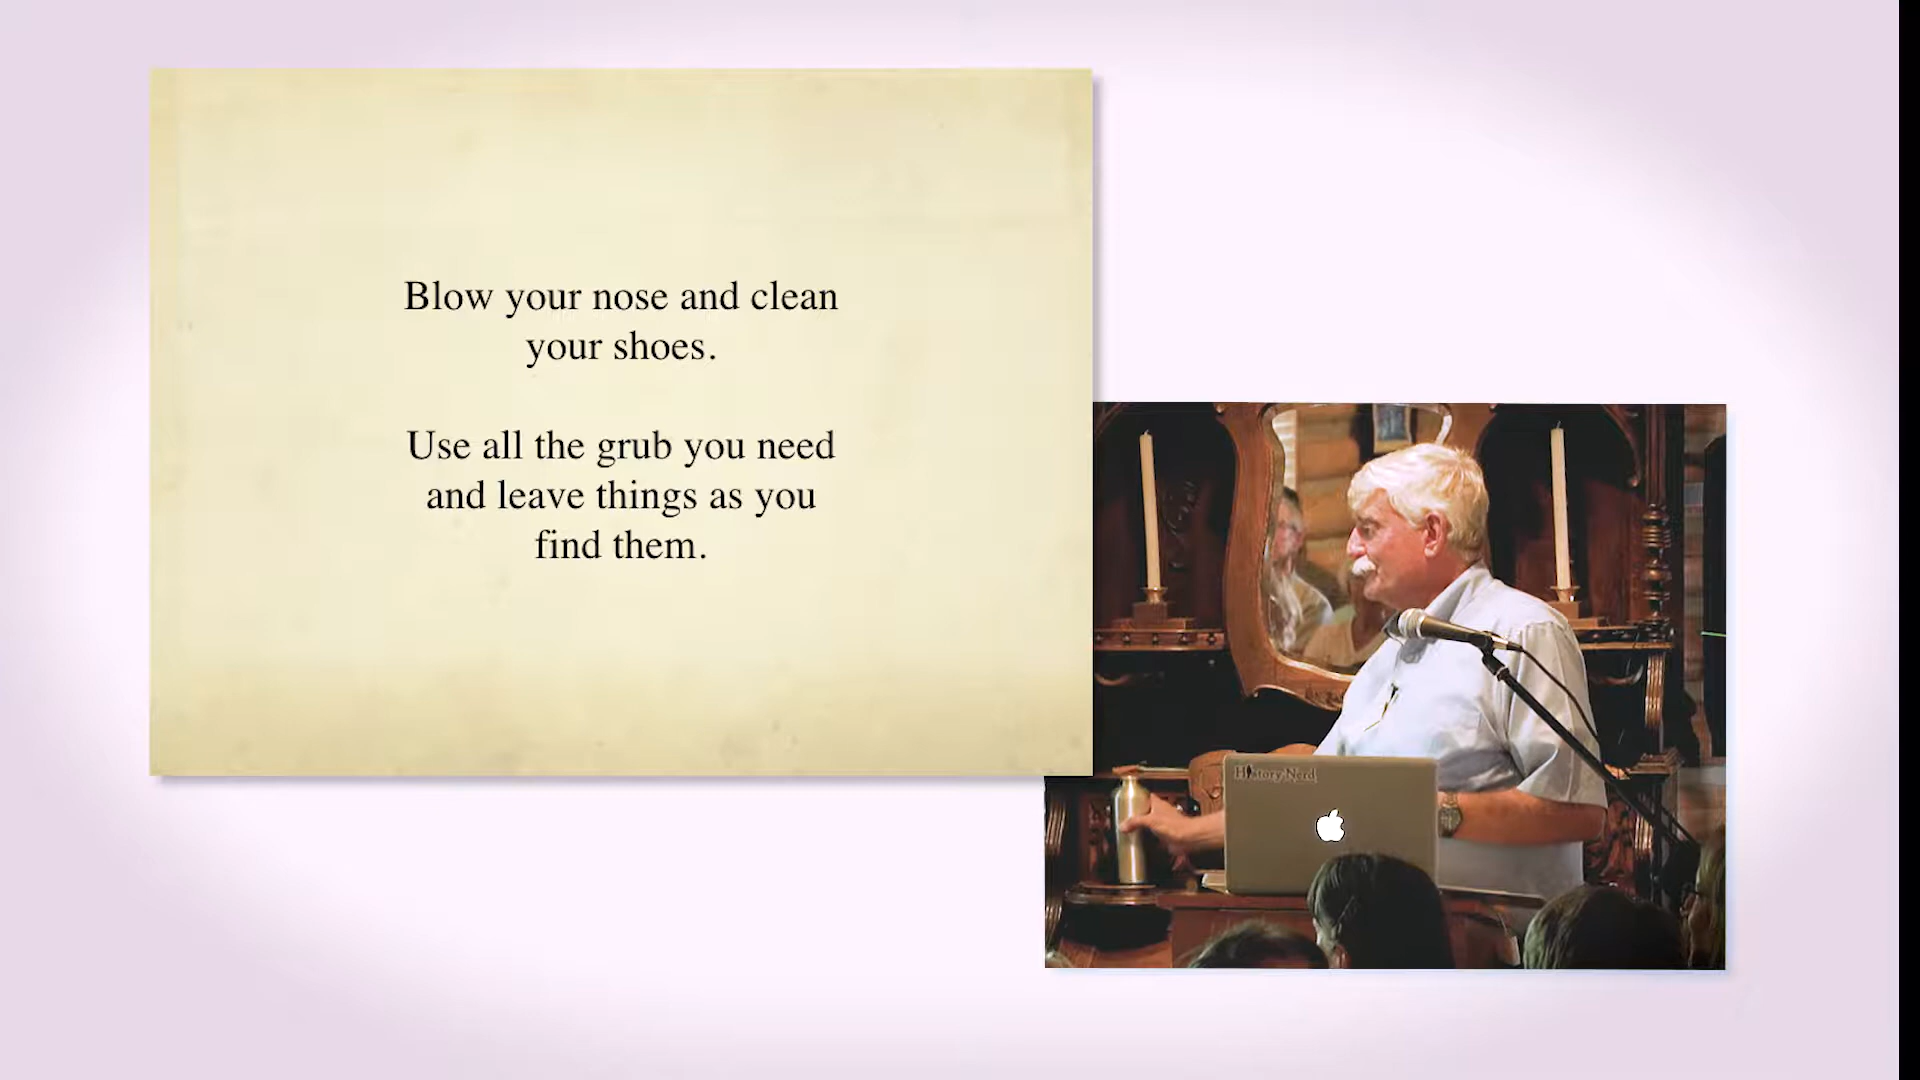 Blow your nose and clean
your shoes.
Use all the grub you need
and leave things as you
find them.
History Nerd